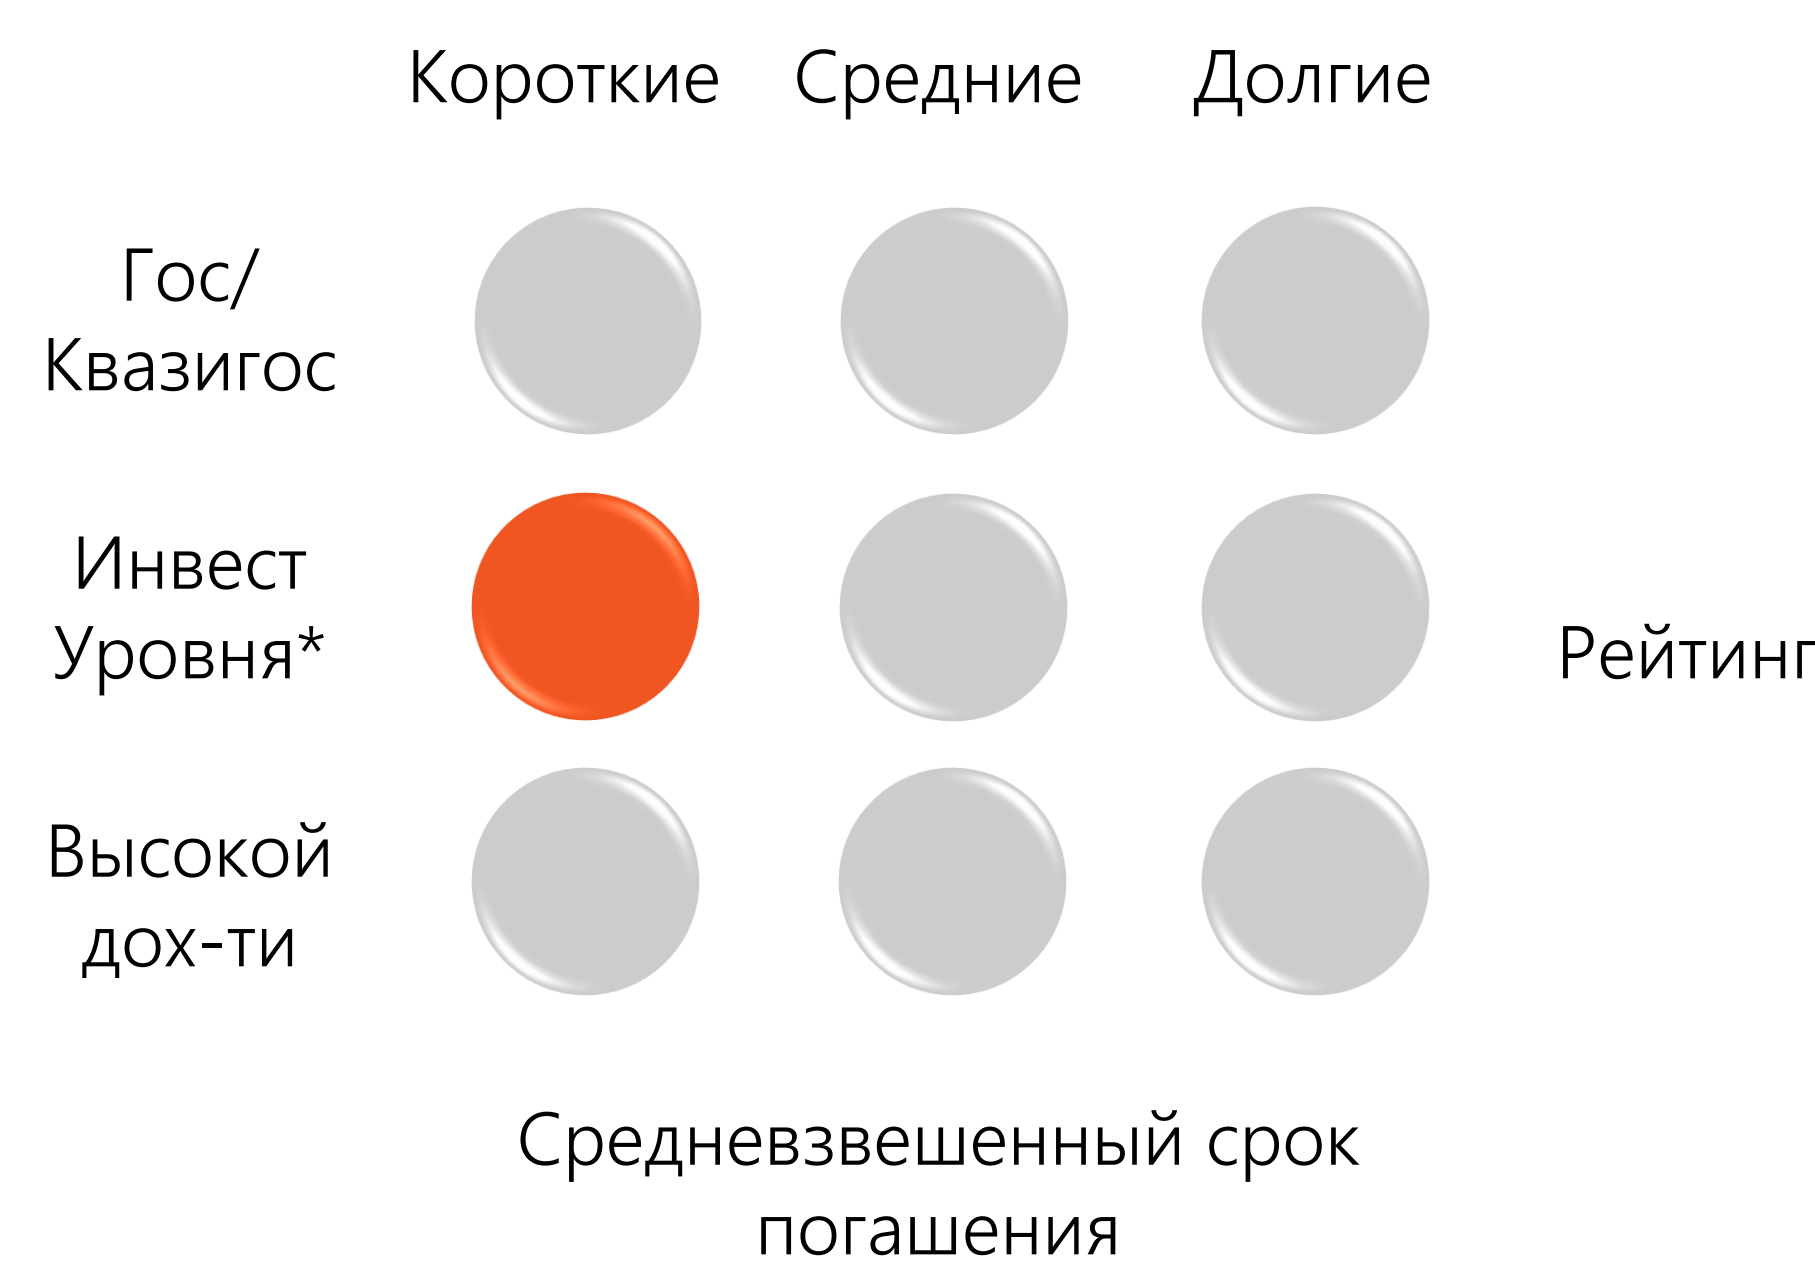 Короткие Средние Долгие
Гос/
Квазигос
Инвест
Уровня*
Рейтинг
Высокой
дох-ти
Средневзвешенный срок
погашения